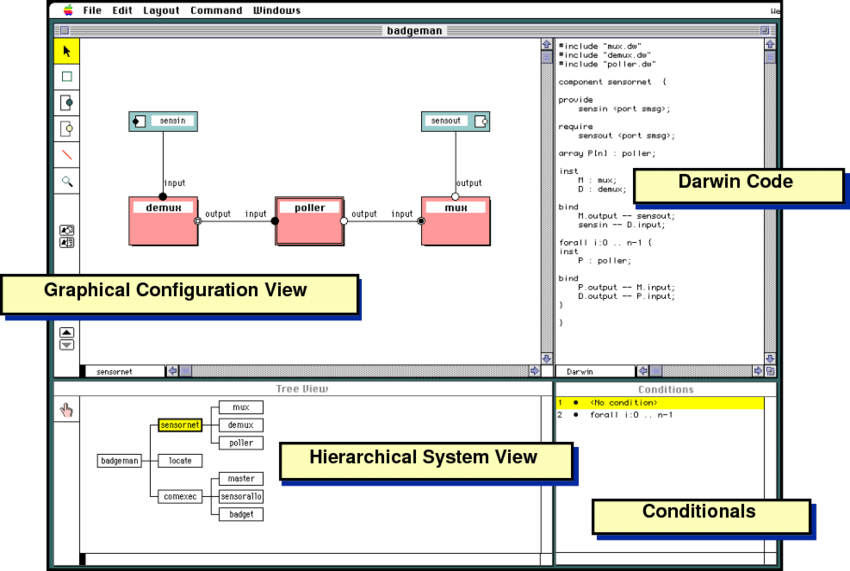 File Edit Layout Command Windows
badgeman
sensin
sensout
input
output
demux
output
input
poller
output
input
mux
Graphical Configuration View
sensornet
#include "mux.dw"
#include "demux.dw"
#include "poller.dw"
component sensornet {
provide
sensin <port smsg>;
require
sensout <port smsg>;
array P[n] : poller;
inst
M : mux;
D : demux;
bind
M.output -- sensout;
sensin -- D.input;
forall i:0 .. n-1 {
inst
P : poller;
bind
P.output -- M.input;
D.output -- P.input;
}
}
Darwin Code
Darwin
Tree View
badgeman
sensornet
mux
demux
poller
locate
comexec
master
sensorallo
badget
Hierarchical System View
Conditions
1 • <No condition>
2 • forall i:0 .. n-1
Conditionals